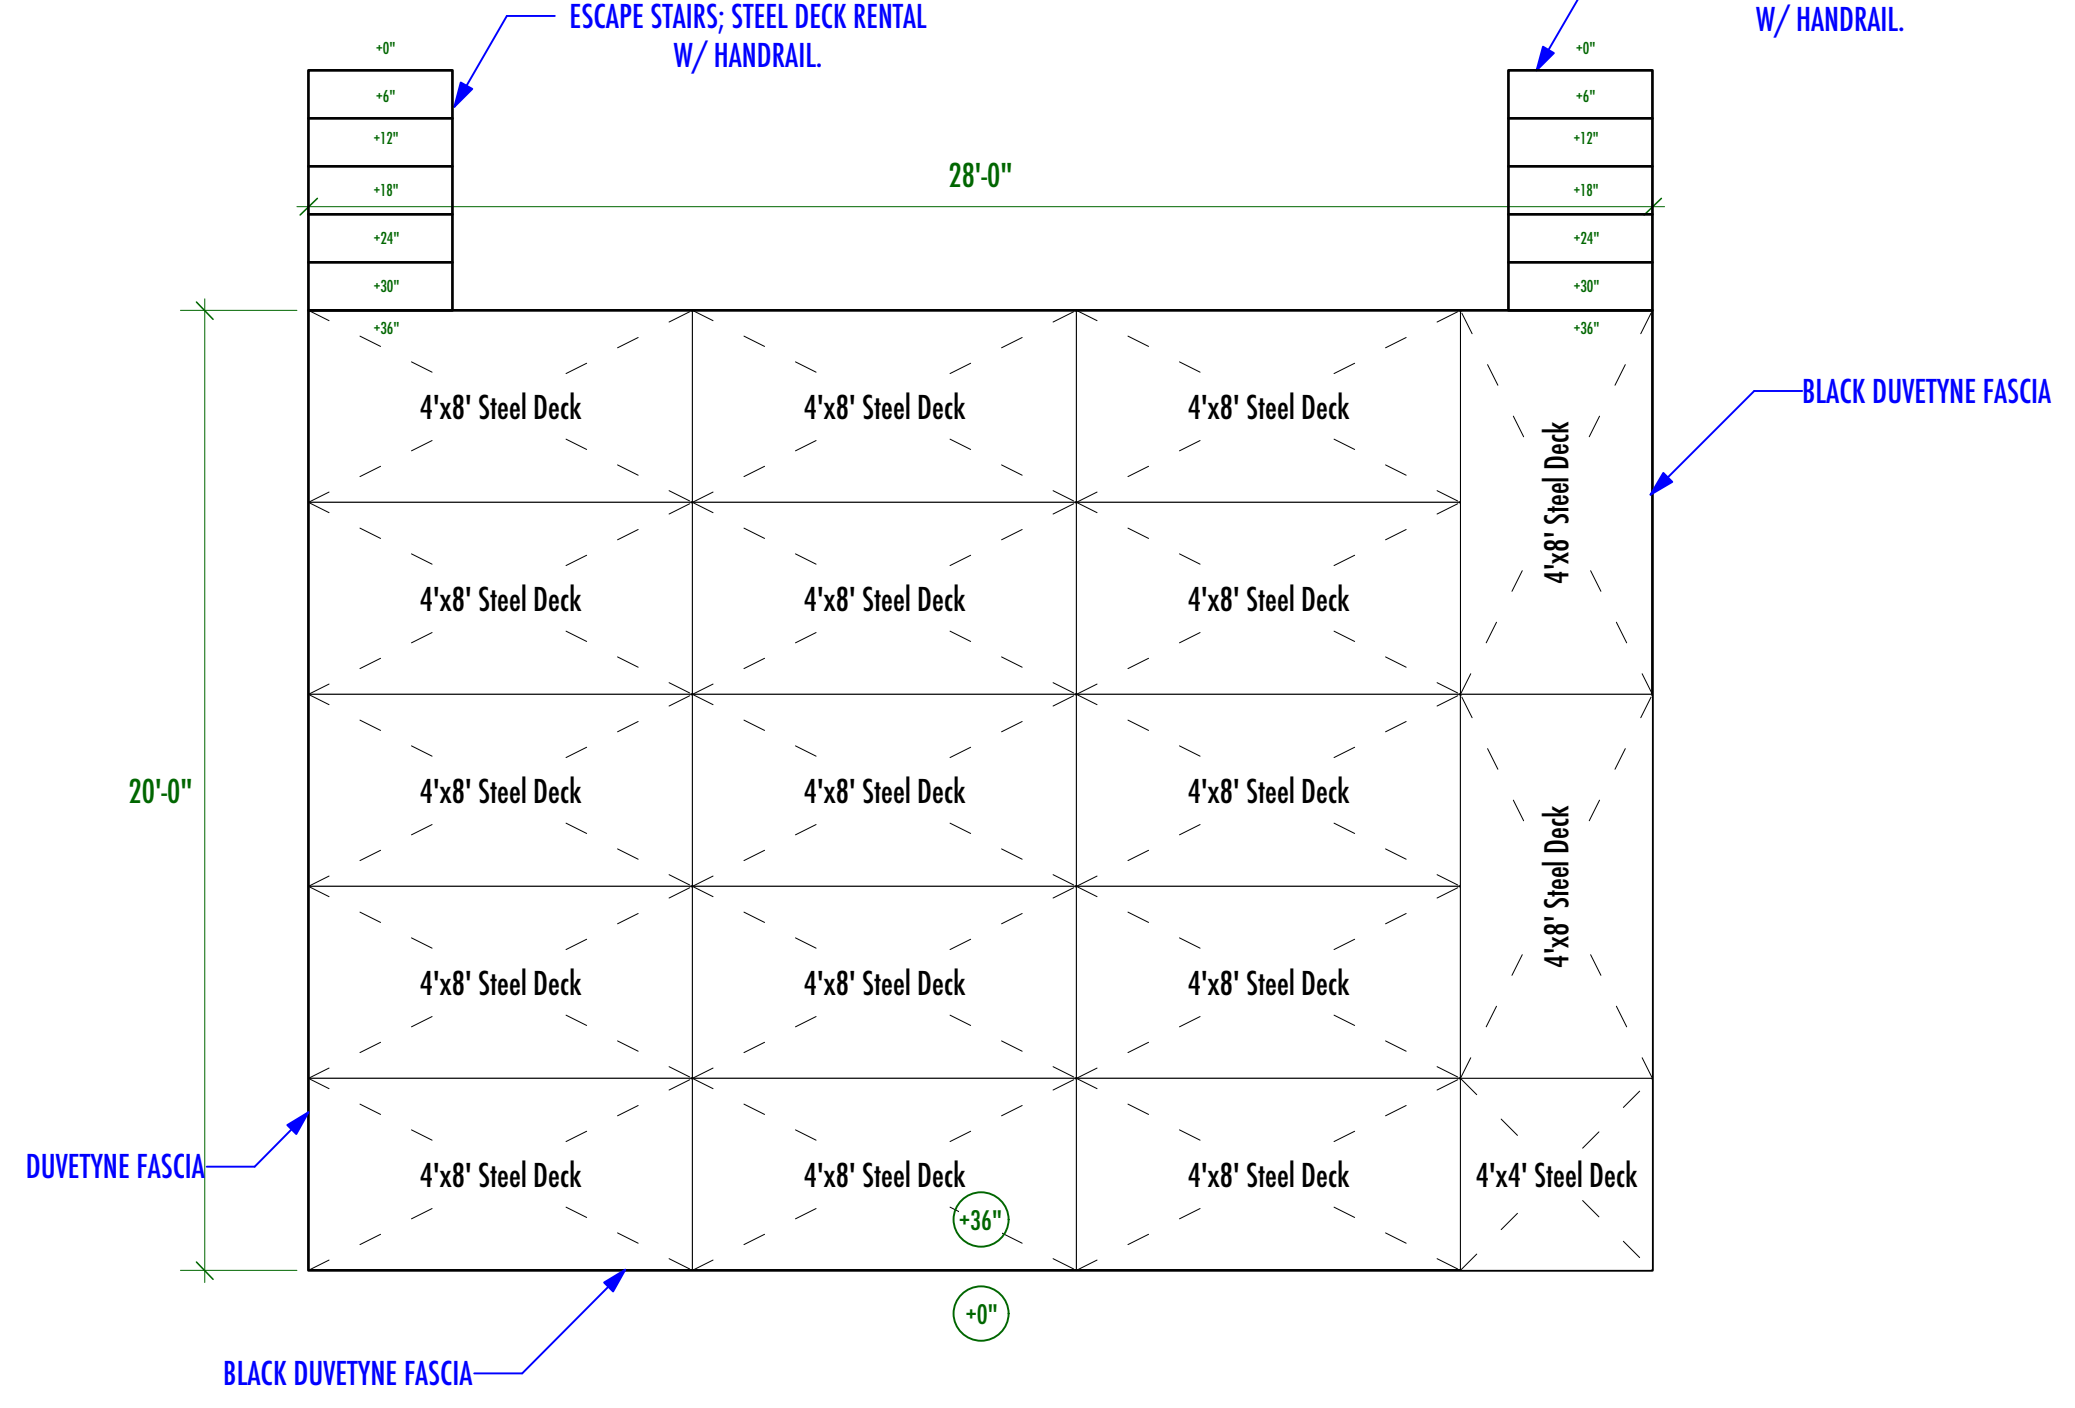 ESCAPE STAIRS; STEEL DECK RENTAL
W/ HANDRAIL.
W/ HANDRAIL.
+0"
+0"
+6"
+6"
+12"
+12"
28'-0"
+18"
+18"
+24"
+24"
+30"
+30"
+36"
+36"
BLACK DUVETYNE FASCIA
4'x8' Steel Deck
4'x8' Steel Deck
4'x8' Steel Deck
4'x8' Steel Deck
4'x8' Steel Deck
4'x8' Steel Deck
4'x8' Steel Deck
20'-0"
4'x8' Steel Deck
4'x8' Steel Deck
4'x8' Steel Deck
4'x8' Steel Deck
4'x8' Steel Deck
4'x8' Steel Deck
4'x8' Steel Deck
DUVETYNE FASCIA
4'x8' Steel Deck
4'x8' Steel Deck
4'x8' Steel Deck
4'x4' Steel Deck
+36"
+0"
BLACK DUVETYNE FASCIA